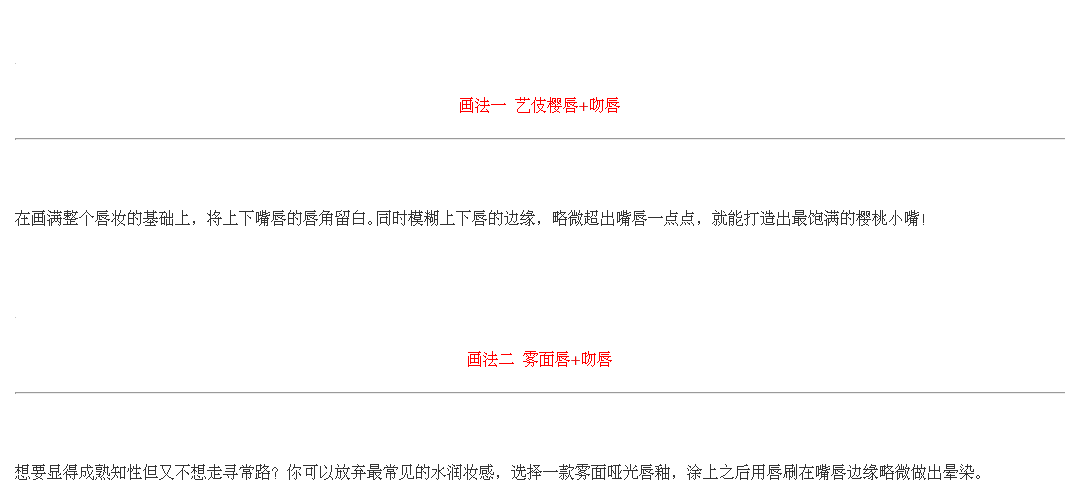 画法一 艺伎樱唇+吻唇
在画满整个唇妆的基础上，将上下嘴唇的唇角留白。同时模糊上下唇的边缘，略微超出嘴唇一点点，就能打造出最饱满的樱桃小嘴！
画法二 雾面唇+吻唇
想要显得成熟知性但又不想走寻常路？你可以放弃最常见的水润妆感，选择一款雾面哑光唇釉，涂上之后用唇刷在嘴唇边缘略微做出晕染。